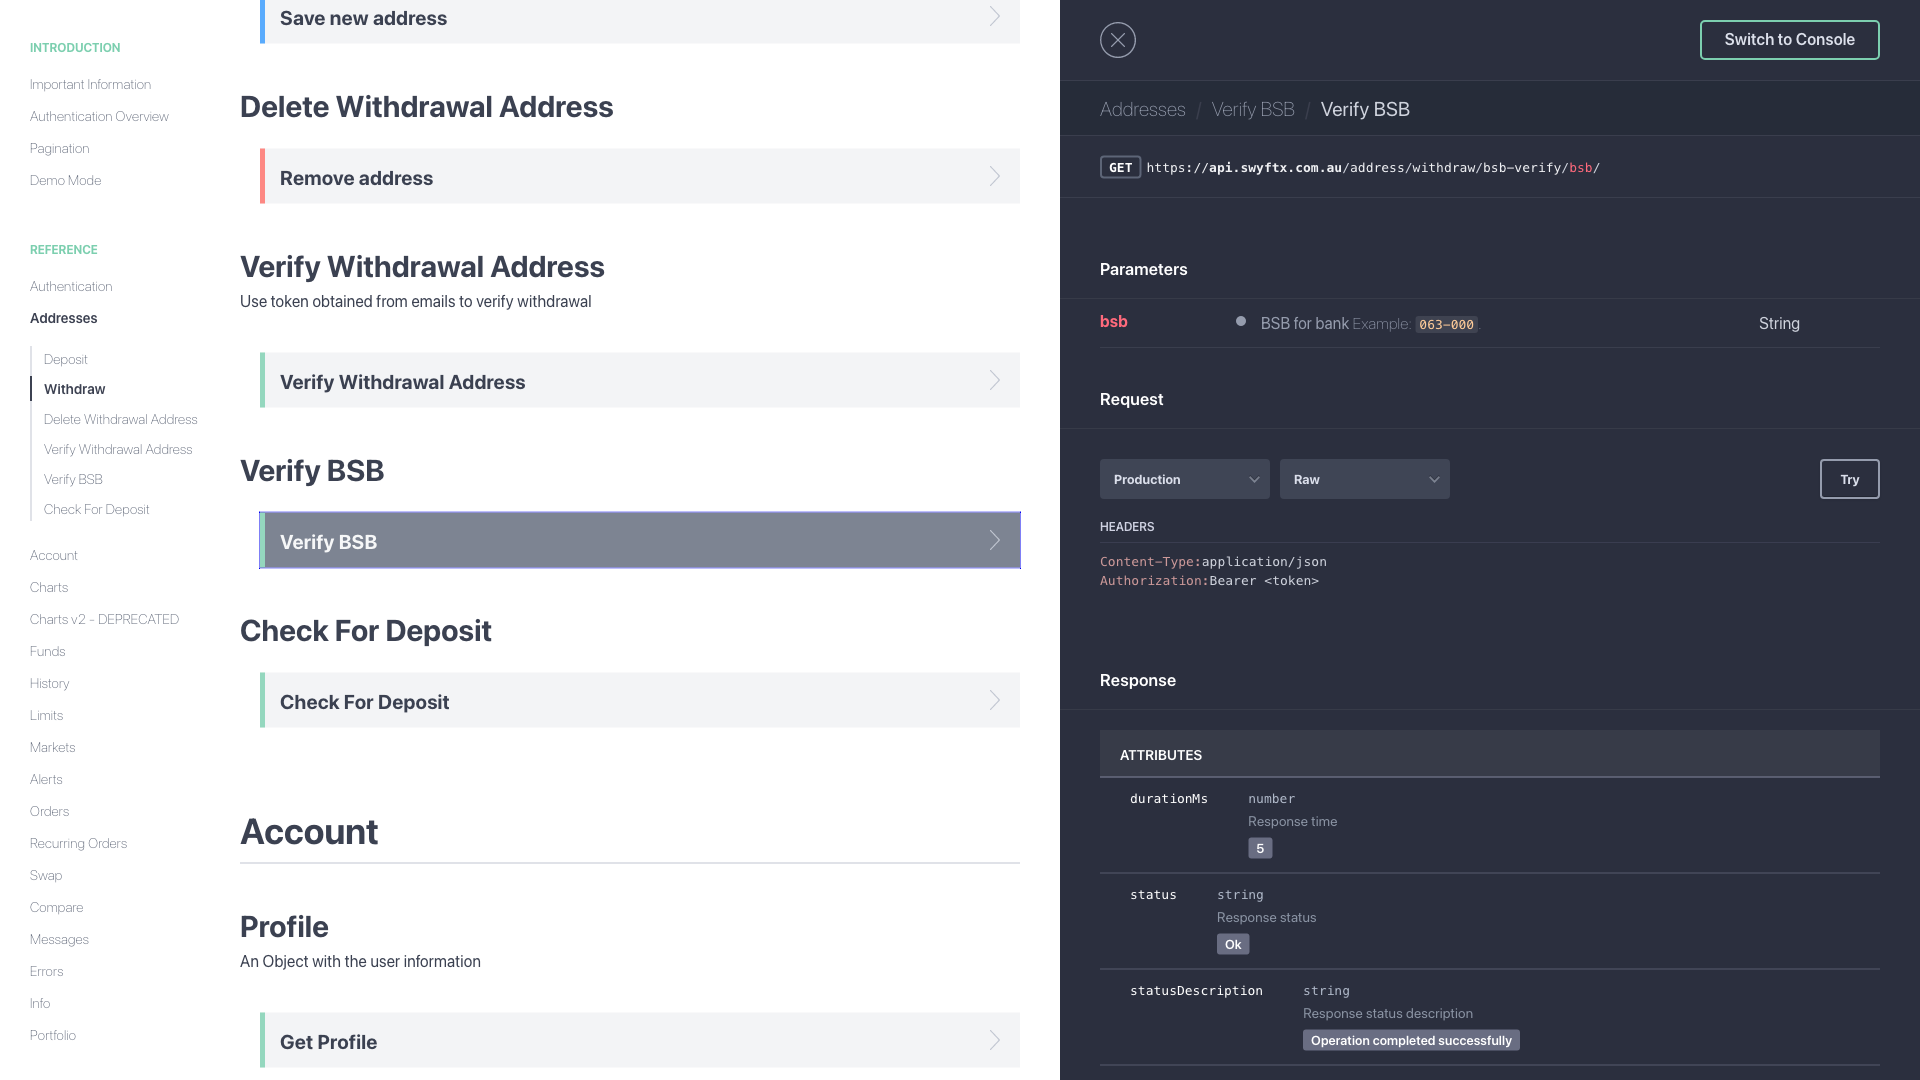 INTRODUCTION
Important Information
Authentication Overview
Pagination
Demo Mode
REFERENCE
Authentication
Addresses
Deposit
Withdraw
Delete Withdrawal Address
Verify Withdrawal Address
Verify BSB
Check For Deposit
Account
Charts
Charts v2 - DEPRECATED
Funds
History
Limits
Markets
Alerts
Orders
Recurring Orders
Swap
Compare
Messages
Errors
Info
Portfolio
Save new address
Delete Withdrawal Address
Remove address
Verify Withdrawal Address
Use token obtained from emails to verify withdrawal
Verify Withdrawal Address
Verify BSB
Verify BSB
Check For Deposit
Check For Deposit
Account
Profile
An Object with the user information
Get Profile
Switch to Console
Addresses / Verify BSB / Verify BSB
GET https://api.swyftx.com.au/address/withdraw/bsb-verify/bsb/
Parameters
bsb BSB for bank Example: 063-000. String
Request
Production Raw Try
HEADERS
Content-Type:application/json
Authorization:Bearer <token>
Response
ATTRIBUTES
durationMs number
Response time
5
status string
Response status
Ok
statusDescription string
Response status description
Operation completed successfully